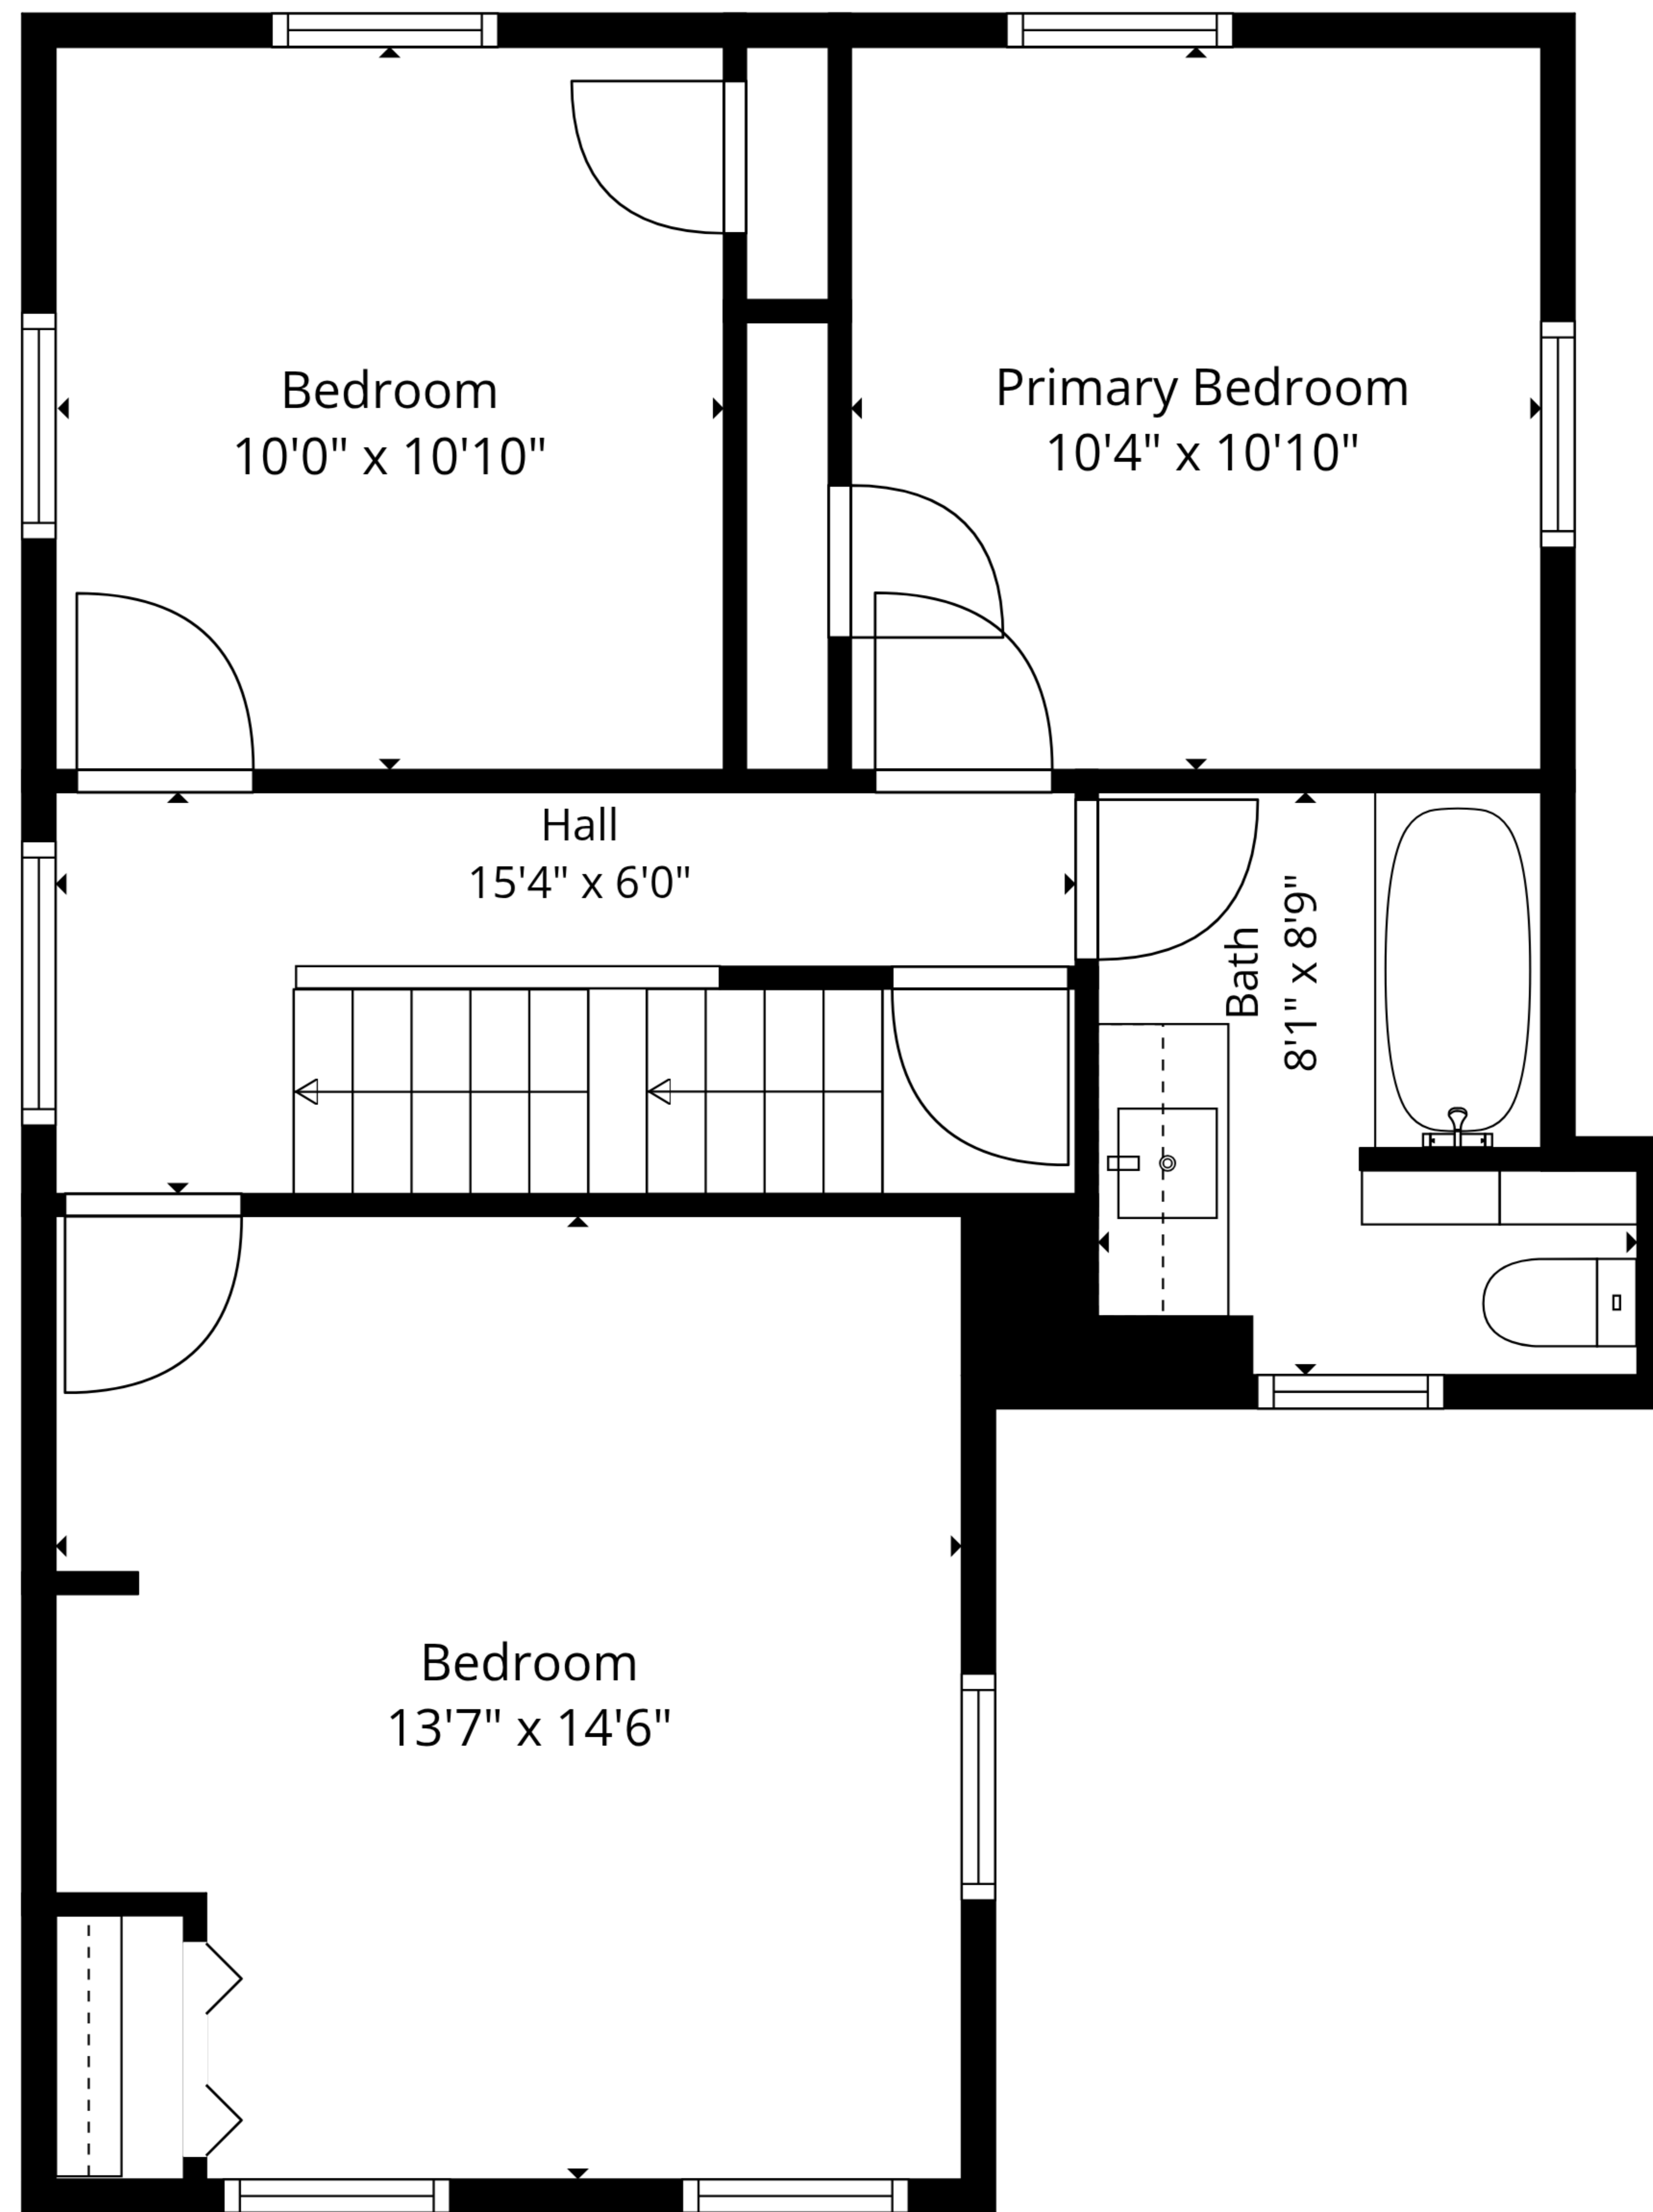 Bedroom
10'0" x 10'10"
Primary Bedroom
10'4" x 10'10"
Hall
15'4" x 6'0"
Bath
8'1" x 8'9"
Bedroom
13'7" x 14'6"